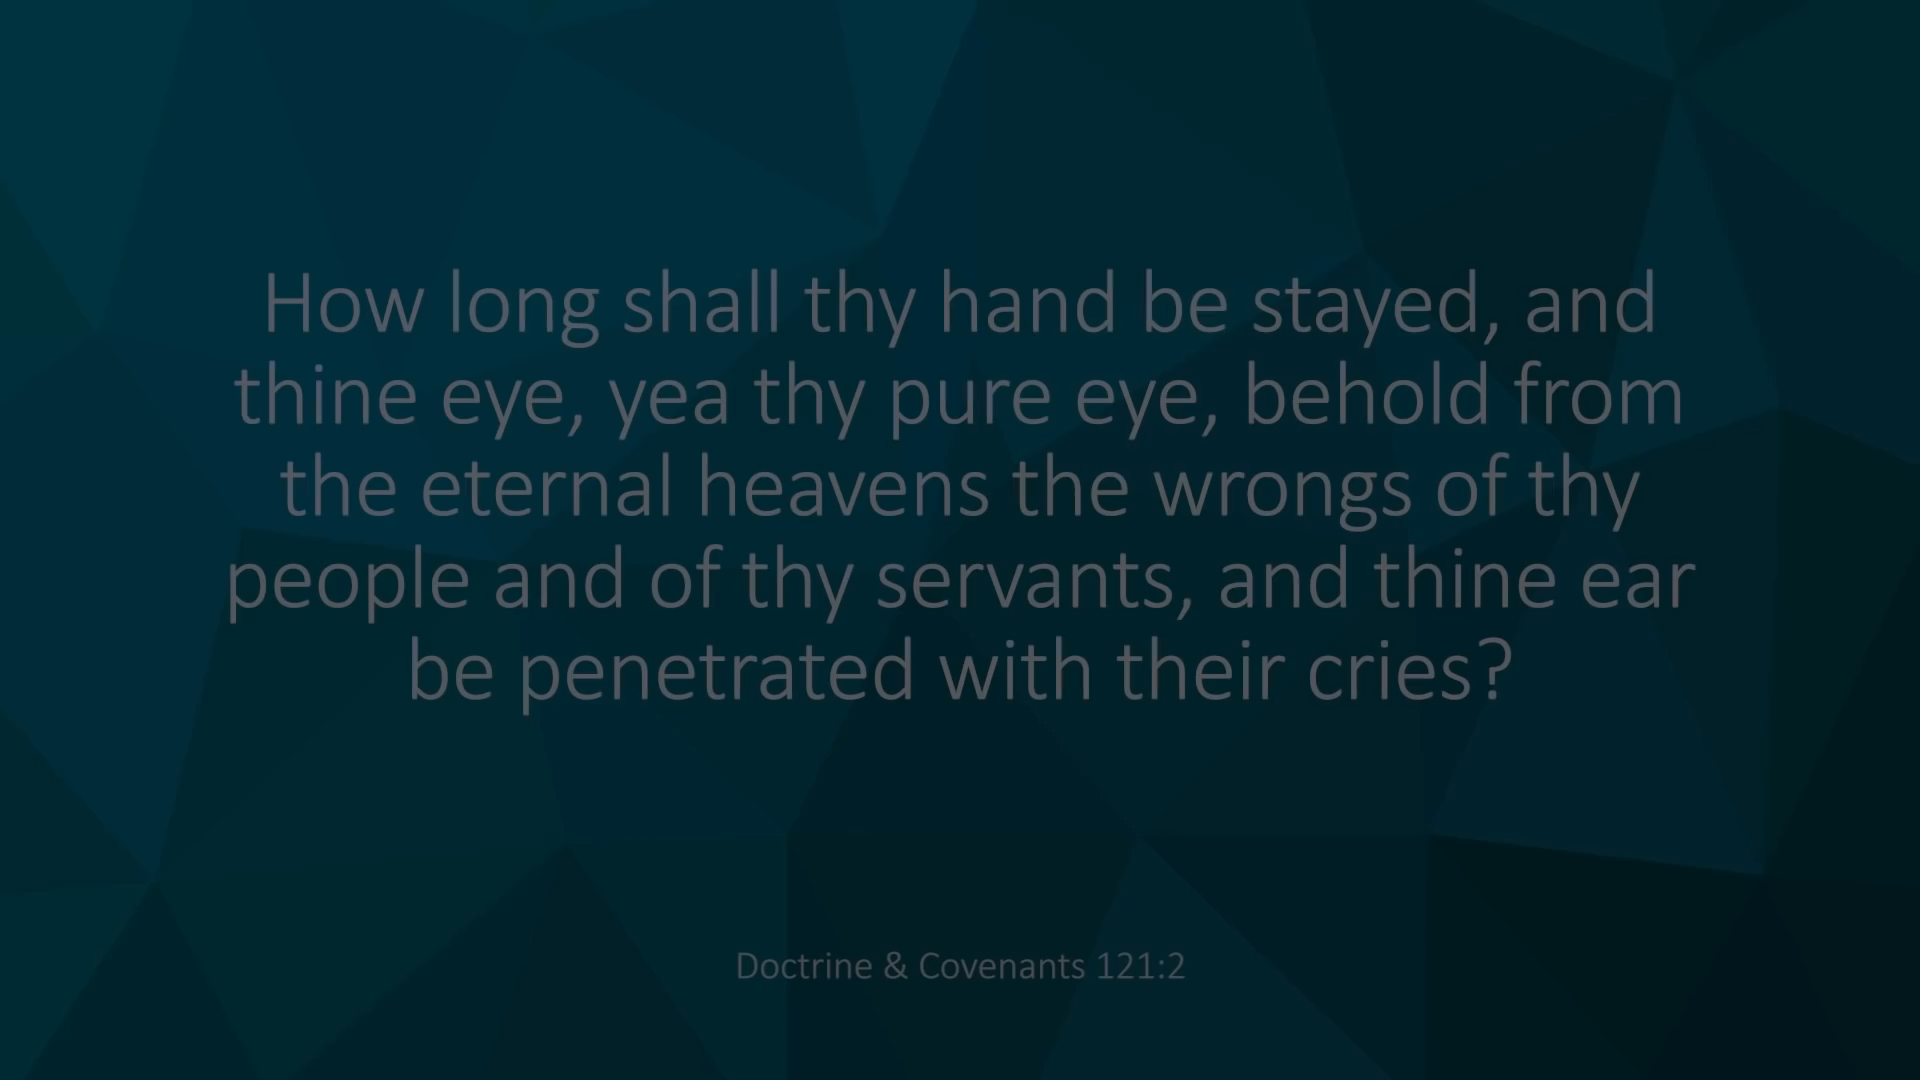 How long shall thy hand be stayed, and
thine eye, yea thy pure eye, behold from
the eternal heavens the wrongs of thy
people and of thy servants, and thine ear
be penetrated with their cries?
Doctrine & Covenants 121:2